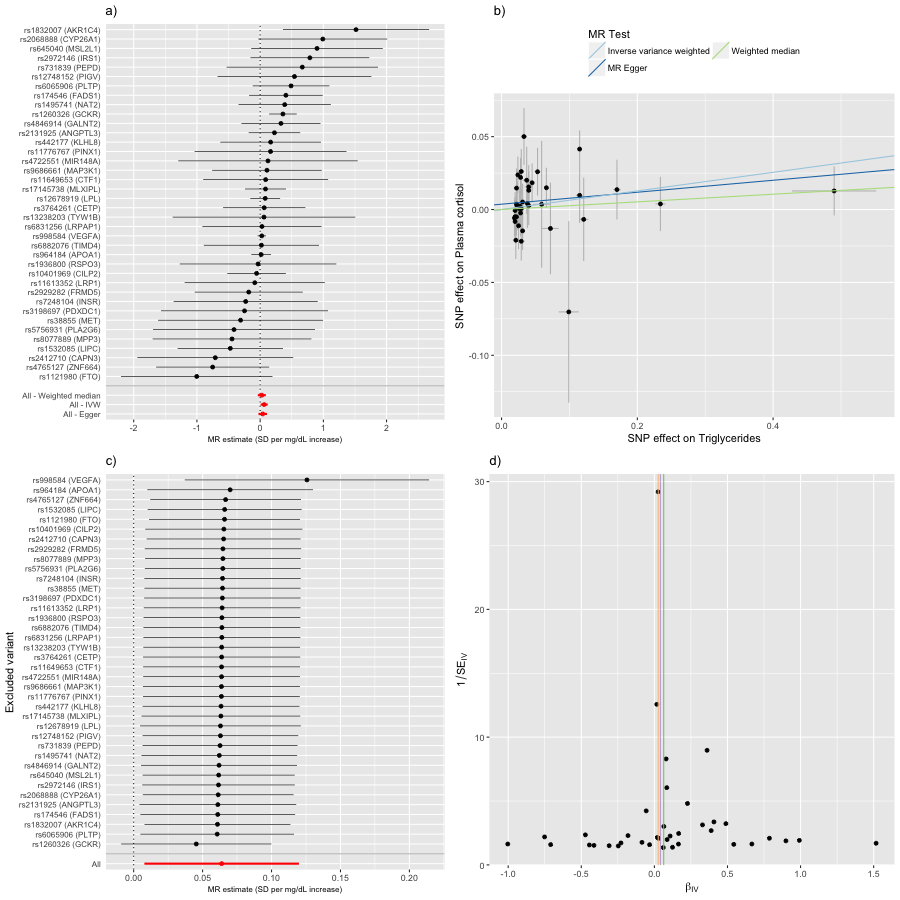 a)
rs1832007 (AKR1C4)
rs2068888 (CYP26A1)
rs645040 (MSL2L1)
rs2972146 (IRS1)
rs731839 (PEPD)
rs12748152 (PIGV)
rs6065906 (PLTP)
rs174546 (FADS1)
rs1495741 (NAT2)
rs1260326 (GCKR)
rs4846914 (GALNT2)
rs2131925 (ANGPTL3)
rs442177 (KLHL8)
rs11776767 (PINX1)
rs4722551 (MIR148A)
rs9686661 (MAP3K1)
rs11649653 (CTF1)
rs17145738 (MLXIPL)
rs12678919 (LPL)
rs3764261 (CETP)
rs13238203 (TYW1B)
rs6831256 (LRPAP1)
rs998584 (VEGFA)
rs6882076 (TIMD4)
rs964184 (APOA1)
rs1936800 (RSPO3)
rs10401969 (CILP2)
rs11613352 (LRP1)
rs2929282 (FRMD5)
rs7248104 (INSR)
rs3198697 (PDXDC1)
rs38855 (MET)
rs5756931 (PLA2G6)
rs8077889 (MPP3)
rs1532085 (LIPC)
rs2412710 (CAPN3)
rs4765127 (ZNF664)
rs1121980 (FTO)
All - Weighted median
All - IVW
All - Egger
-2 -1 0 1 2
MR estimate (SD per mg/dL increase)
b)
MR Test
Inverse variance weighted
Weighted median
MR Egger
SNP effect on Plasma cortisol
0.05
0.00
-0.05
-0.10
0.0 0.2 0.4
SNP effect on Triglycerides
c)
Excluded variant
rs998584 (VEGFA)
rs964184 (APOA1)
rs4765127 (ZNF664)
rs1532085 (LIPC)
rs1121980 (FTO)
rs10401969 (CILP2)
rs2412710 (CAPN3)
rs2929282 (FRMD5)
rs8077889 (MPP3)
rs5756931 (PLA2G6)
rs7248104 (INSR)
rs38855 (MET)
rs3198697 (PDXDC1)
rs11613352 (LRP1)
rs1936800 (RSPO3)
rs6882076 (TIMD4)
rs6831256 (LRPAP1)
rs13238203 (TYW1B)
rs3764261 (CETP)
rs11649653 (CTF1)
rs4722551 (MIR148A)
rs9686661 (MAP3K1)
rs11776767 (PINX1)
rs442177 (KLHL8)
rs17145738 (MLXIPL)
rs12678919 (LPL)
rs12748152 (PIGV)
rs731839 (PEPD)
rs1495741 (NAT2)
rs4846914 (GALNT2)
rs645040 (MSL2L1)
rs2972146 (IRS1)
rs2068888 (CYP26A1)
rs2131925 (ANGPTL3)
rs174546 (FADS1)
rs1832007 (AKR1C4)
rs6065906 (PLTP)
rs1260326 (GCKR)
All
0.00 0.05 0.10 0.15 0.20
MR estimate (SD per mg/dL increase)
d)
1/SE_IV
30
20
10
0
-1.0 -0.5 0.0 0.5 1.0 1.5
β_IV